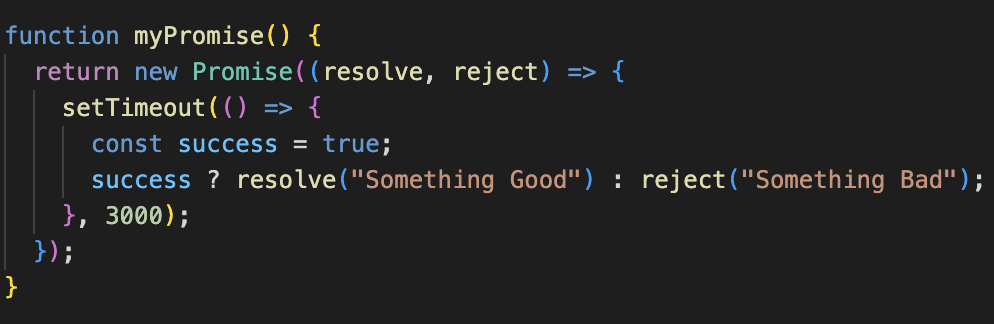 function myPromise() {
  return new Promise((resolve, reject) => {
    setTimeout(() => {
      const success = true;
      success ? resolve("Something Good") : reject("Something Bad");
    }, 3000);
  });
}